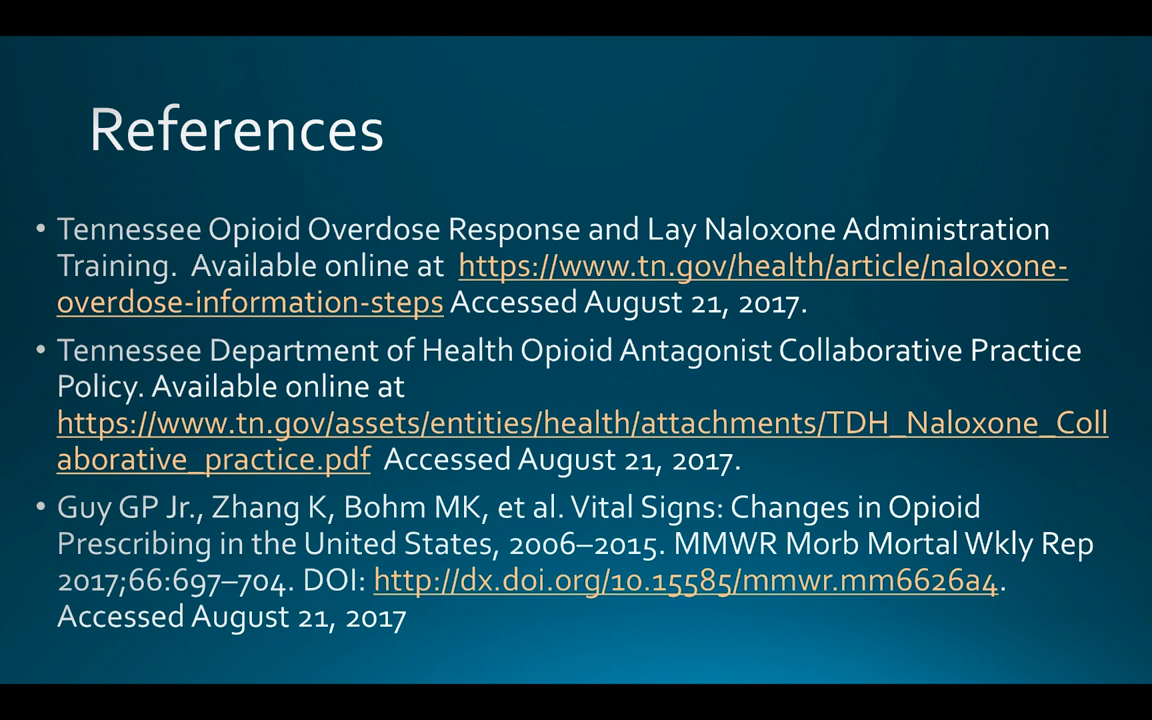 References
• Tennessee Opioid Overdose Response and Lay Naloxone Administration
Training.  Available online at  https://www.tn.gov/health/article/naloxone-
overdose-information-steps Accessed August 21, 2017.
• Tennessee Department of Health Opioid Antagonist Collaborative Practice
Policy. Available online at
https://www.tn.gov/assets/entities/health/attachments/TDH_Naloxone_Coll
aborative_practice.pdf  Accessed August 21, 2017.
• Guy GP Jr., Zhang K, Bohm MK, et al. Vital Signs: Changes in Opioid
Prescribing in the United States, 2006–2015. MMWR Morb Mortal Wkly Rep
2017;66:697–704. DOI: http://dx.doi.org/10.15585/mmwr.mm6626a4.
Accessed August 21, 2017